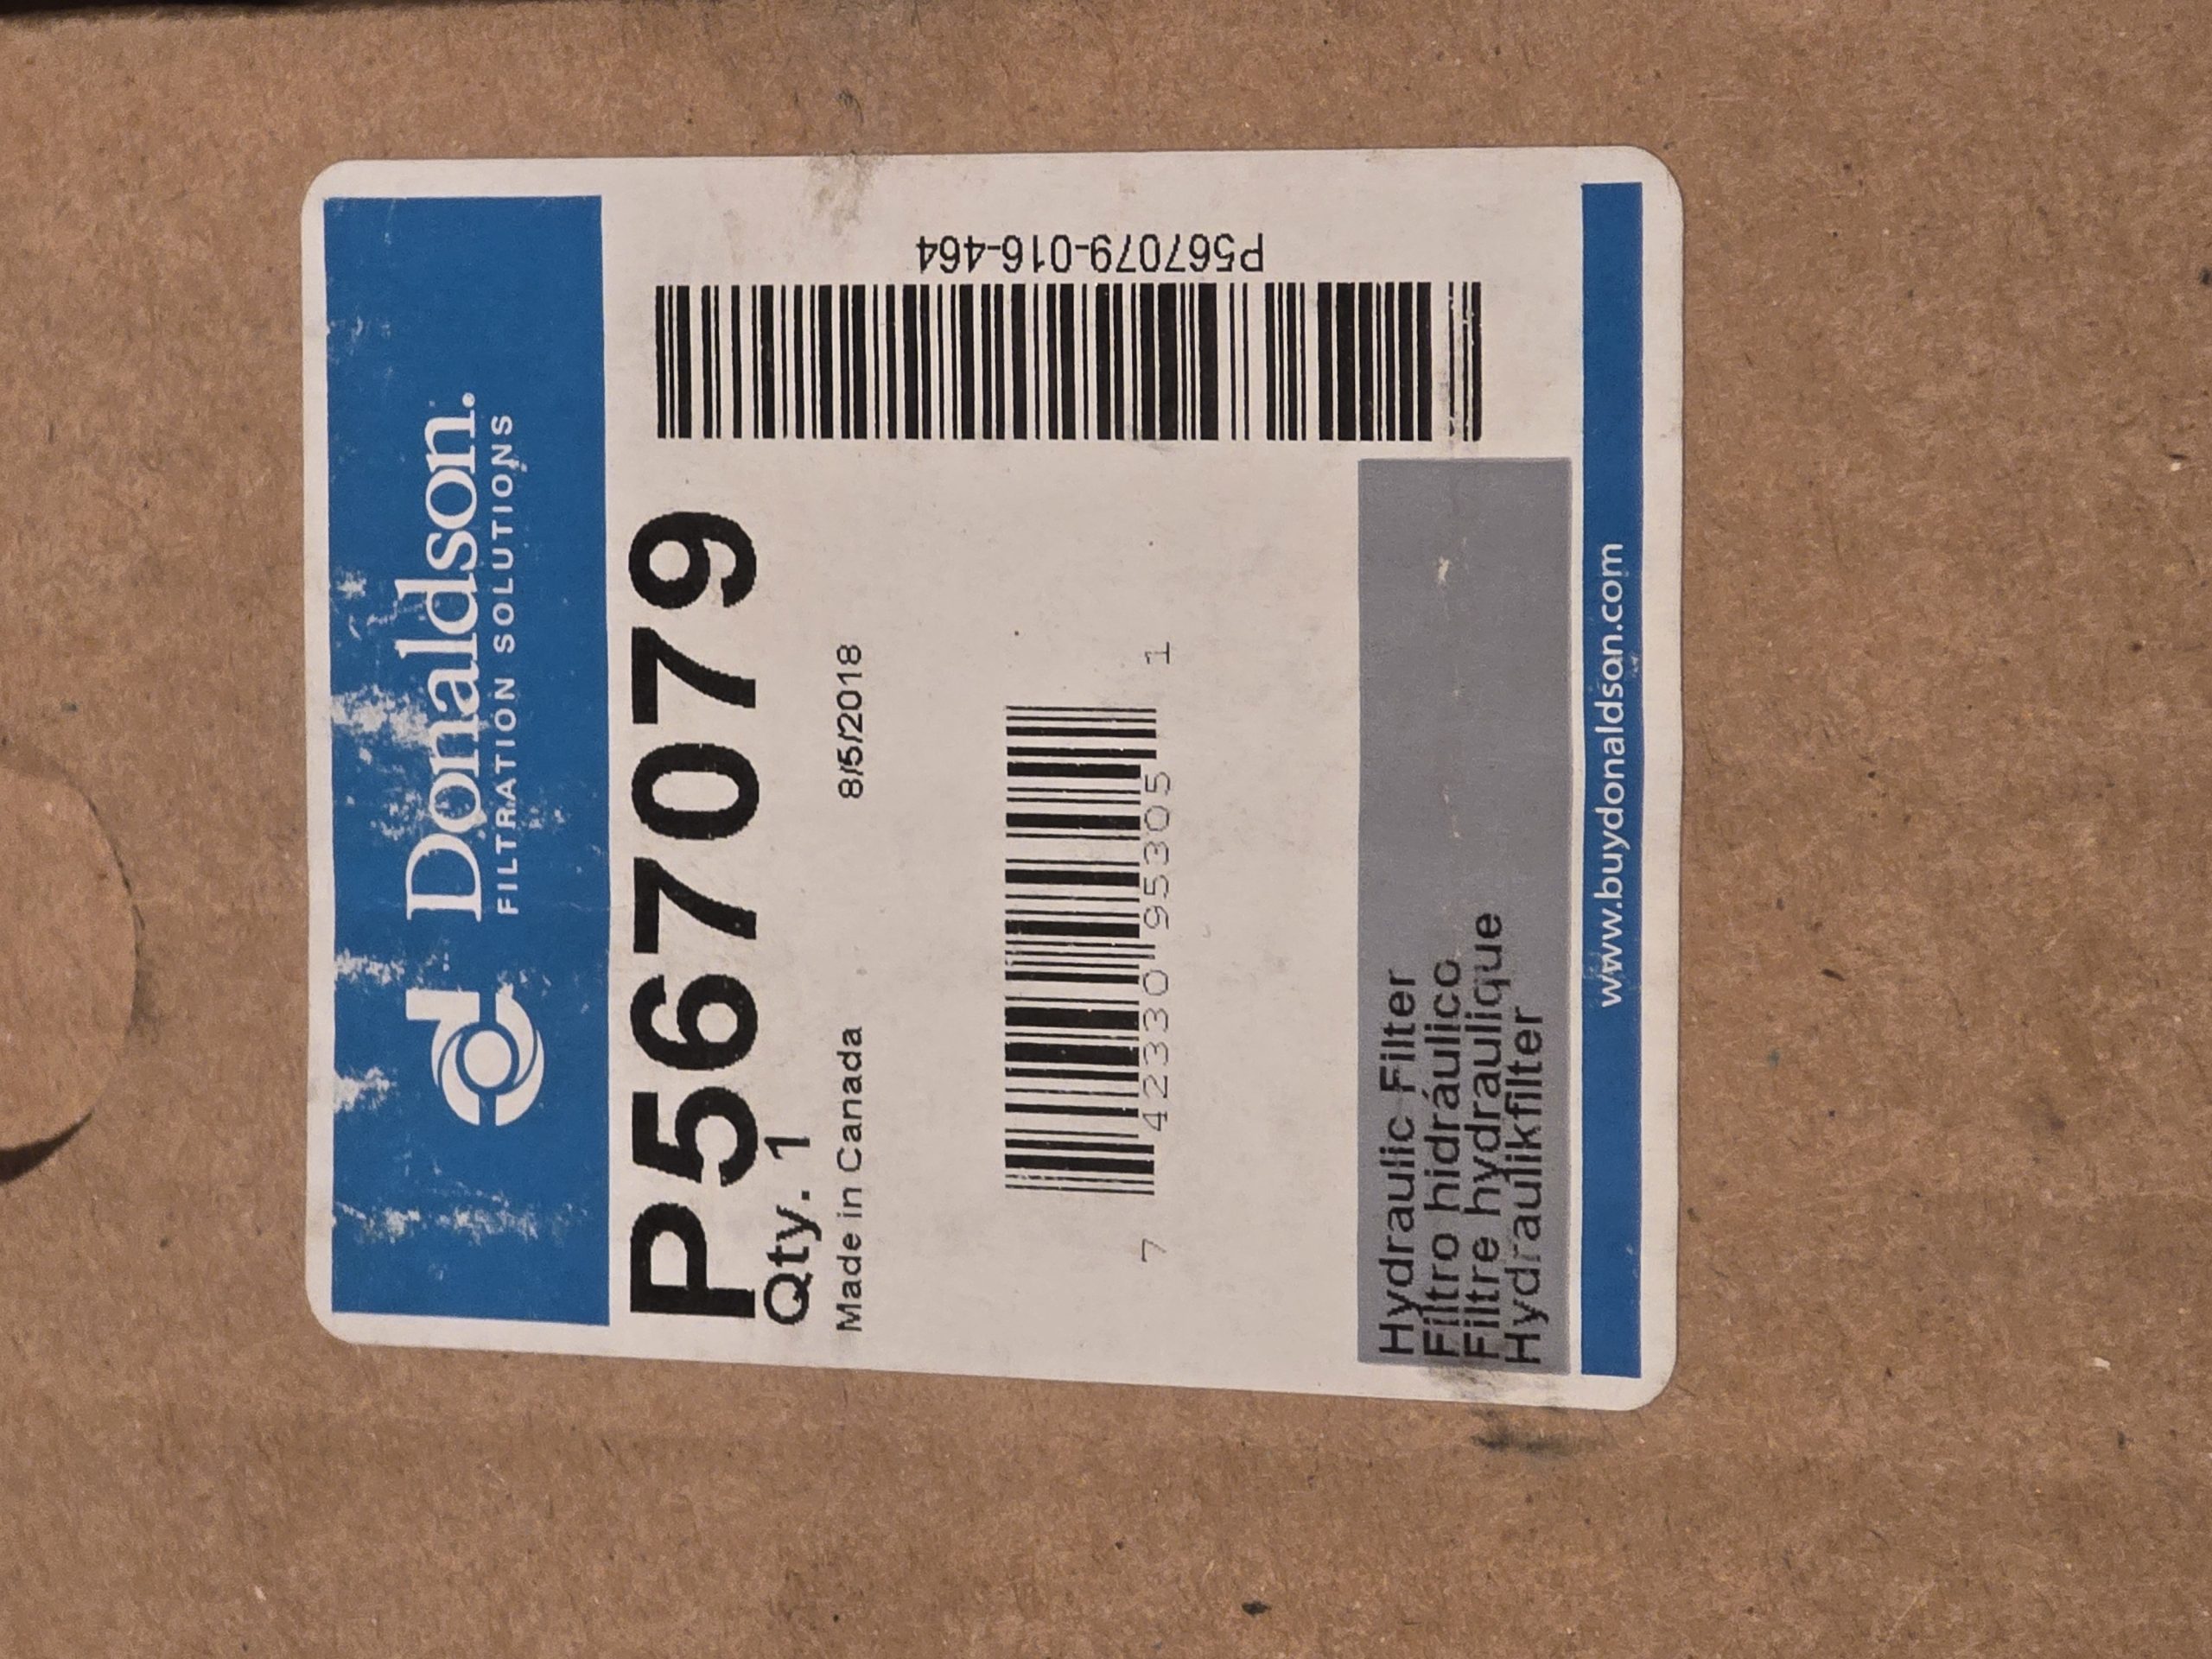 Donaldson.
FILTRATION SOLUTIONS
P567079
Qty. 1
Made in Canada 8/5/2018
7 42330 95305 1
P567079-016-464
Hydraulic Filter
Filtro hidráulico
Filtre hydraulique
Hydraulikfilter
www.buydonaldson.com